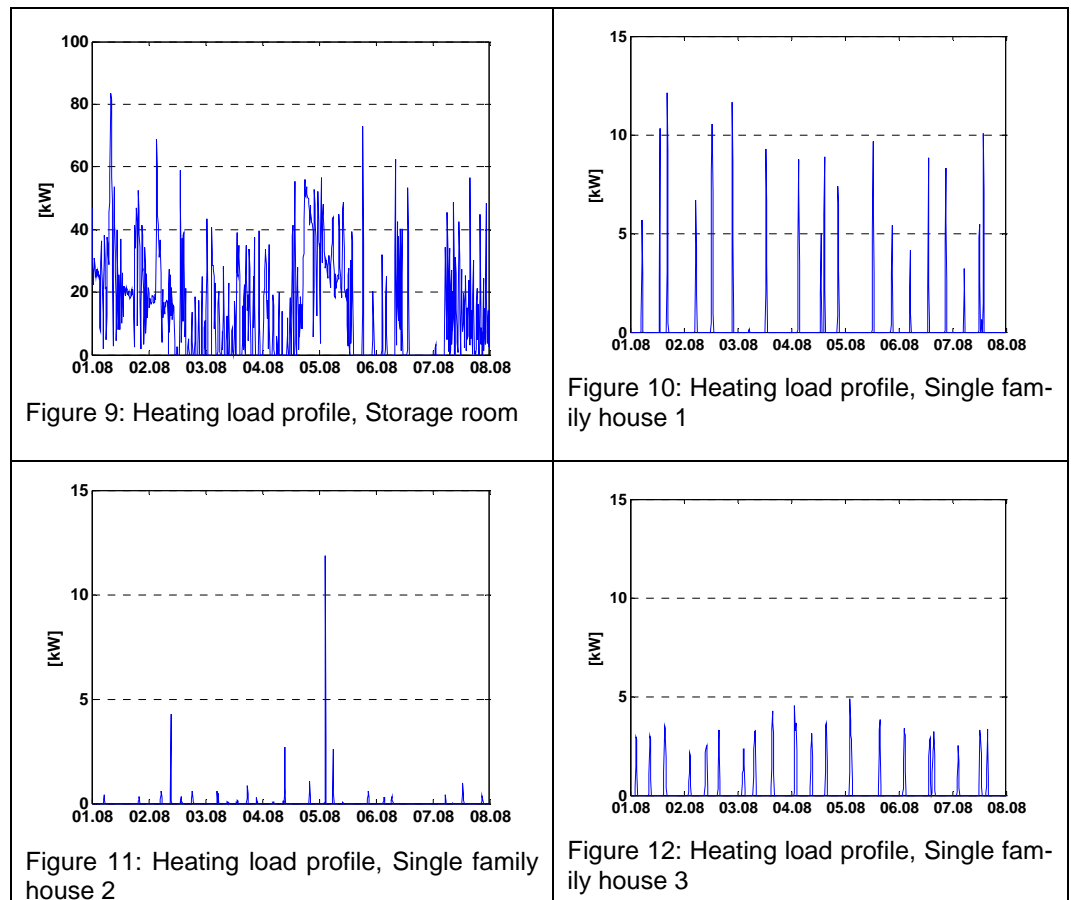 100
80
60
40
20
0
[kW]
01.08 02.08 03.08 04.08 05.08 06.08 07.08 08.08
Figure 9: Heating load profile, Storage room
15
10
5
0
[kW]
01.08 02.08 03.08 04.08 05.08 06.08 07.08 08.08
Figure 10: Heating load profile, Single fam-
ily house 1
15
10
5
0
[kW]
01.08 02.08 03.08 04.08 05.08 06.08 07.08 08.08
Figure 11: Heating load profile, Single family
house 2
15
10
5
0
[kW]
01.08 02.08 03.08 04.08 05.08 06.08 07.08 08.08
Figure 12: Heating load profile, Single fam-
ily house 3